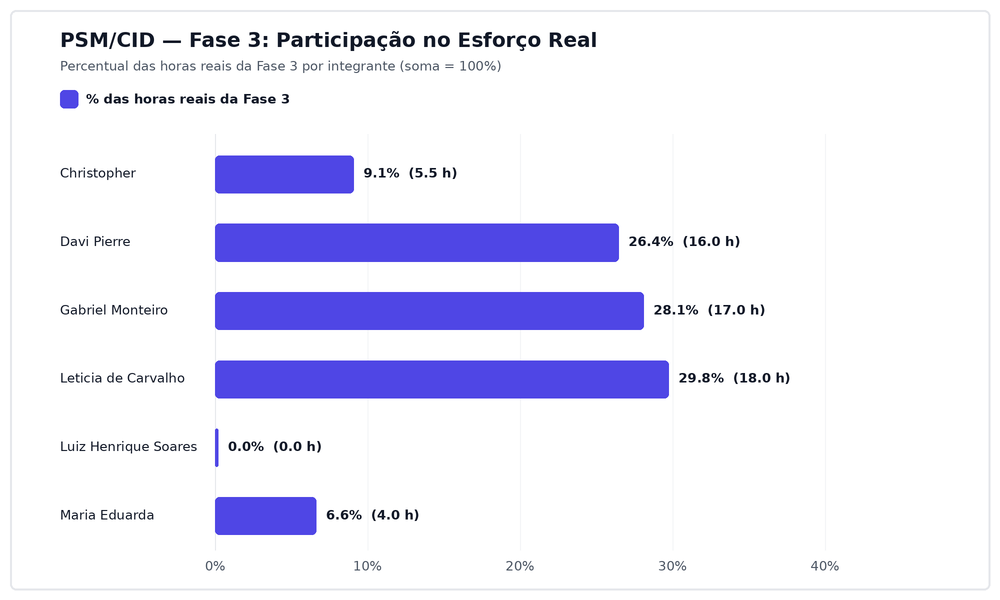 PSM/CID — Fase 3: Participação no Esforço Real
Percentual das horas reais da Fase 3 por integrante (soma = 100%)
% das horas reais da Fase 3
Christopher 9.1% (5.5 h)
Davi Pierre 26.4% (16.0 h)
Gabriel Monteiro 28.1% (17.0 h)
Leticia de Carvalho 29.8% (18.0 h)
Luiz Henrique Soares 0.0% (0.0 h)
Maria Eduarda 6.6% (4.0 h)
0% 10% 20% 30% 40%